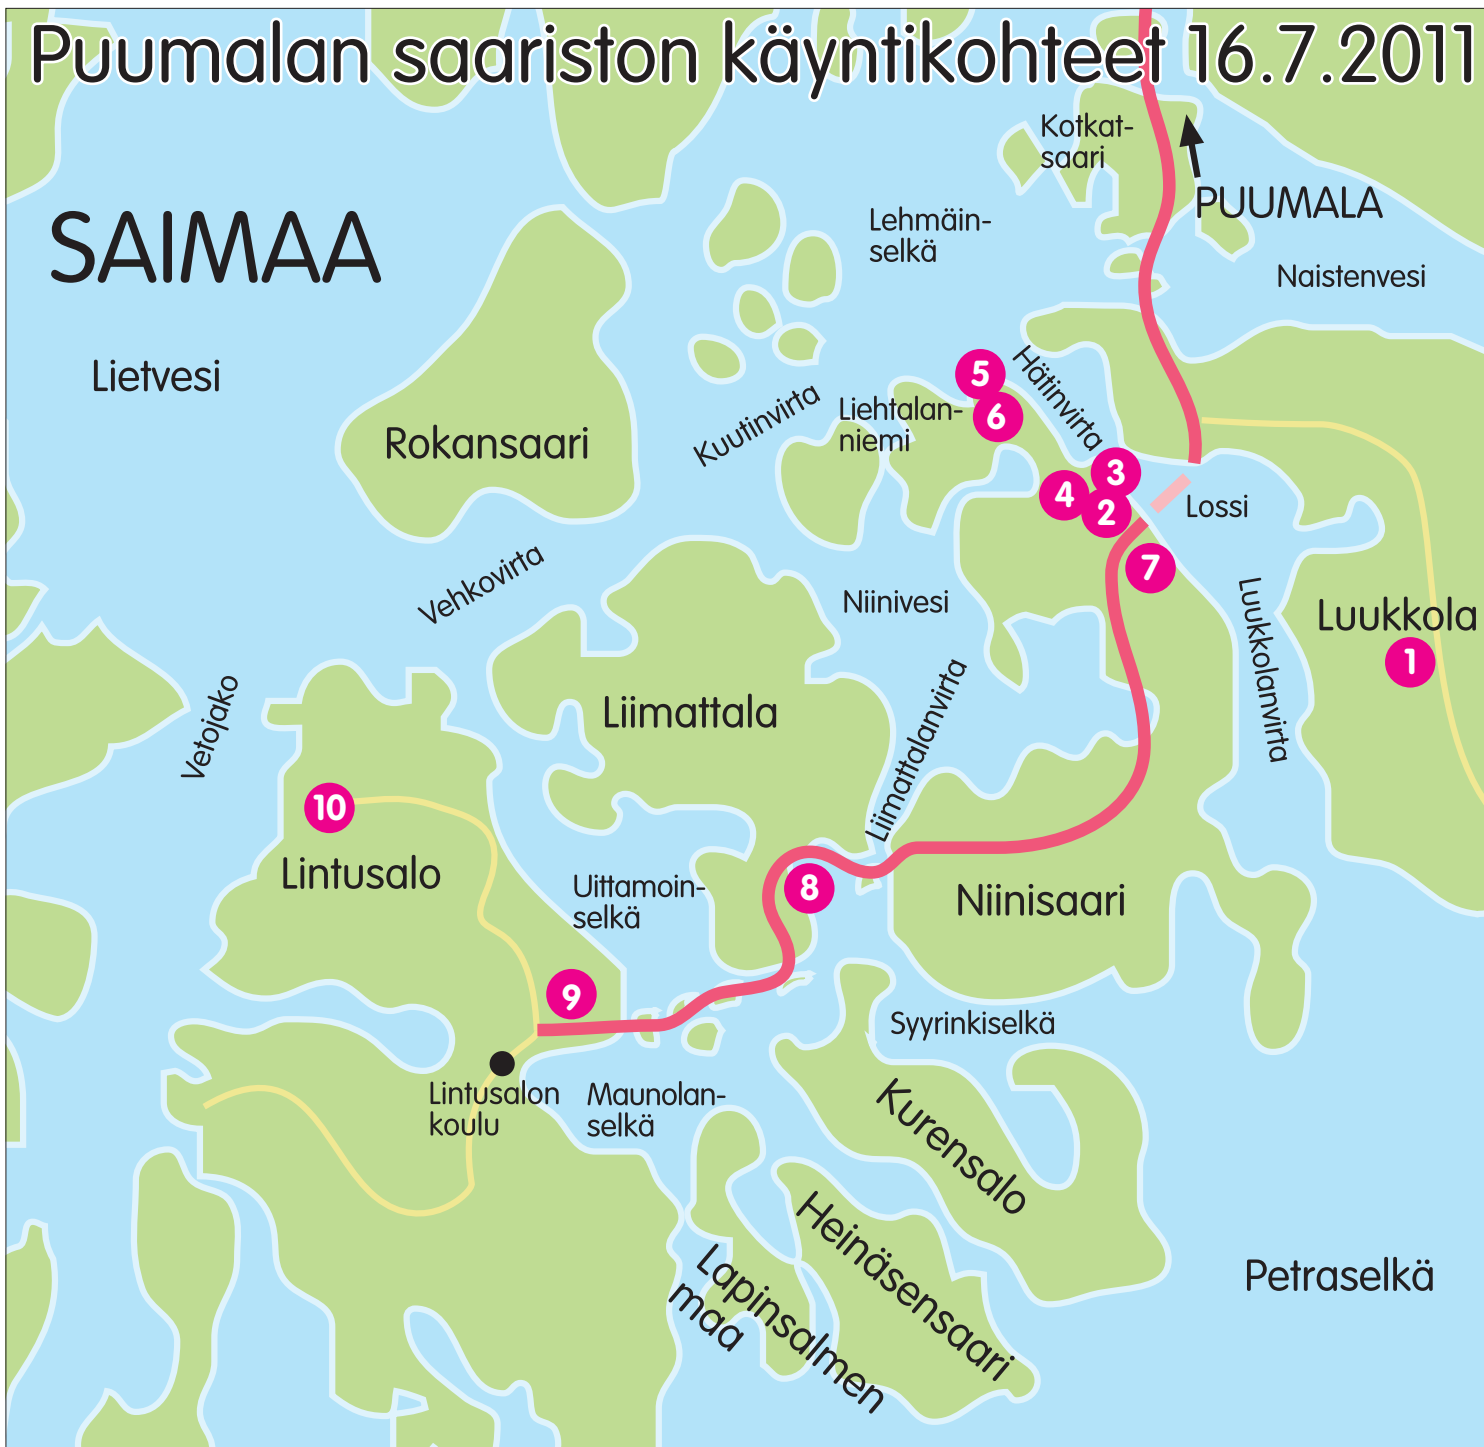 Puumalan saariston käyntikohteet 16.7.2011
Kotkat-
saari
PUUMALA
SAIMAA
Lehmäin-
selkä
Naistenvesi
Lietvesi
Rokansaari
Kuutinvirta
Liehtalan-
niemi
Hätinvirta
5
6
3
4
2
Lossi
7
Vehkovirta
Niinivesi
Luukkolanvirta
Luukkola
1
Vetojako
Liimattala
Liimattalanvirta
10
Lintusalo
Uittamoin-
selkä
8
Niinisaari
9
Syyrinkiselkä
Lintusalon
koulu
Maunolan-
selkä
Kurensalo
Heinäsensaari
Lapinsalmen
maa
Petraselkä